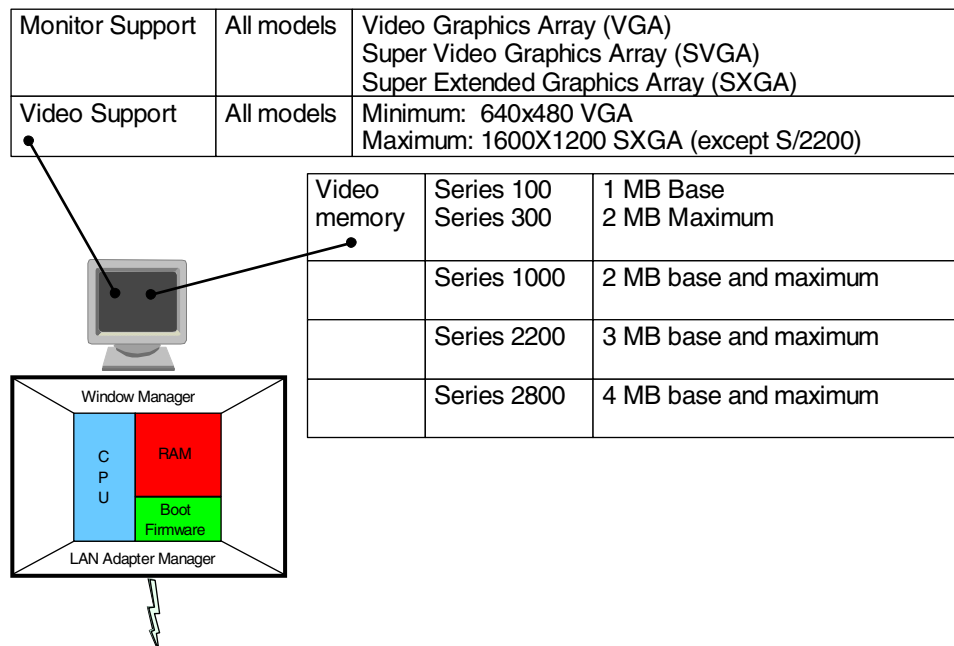 Monitor Support All models Video Graphics Array (VGA)
Super Video Graphics Array (SVGA)
Super Extended Graphics Array (SXGA)
Video Support All models Minimum:  640x480 VGA
Maximum: 1600X1200 SXGA (except S/2200)
Video Series 100 1 MB Base
memory Series 300 2 MB Maximum
Series 1000 2 MB base and maximum
Series 2200 3 MB base and maximum
Series 2800 4 MB base and maximum
Window Manager
C
P
U
RAM
Boot
Firmware
LAN Adapter Manager